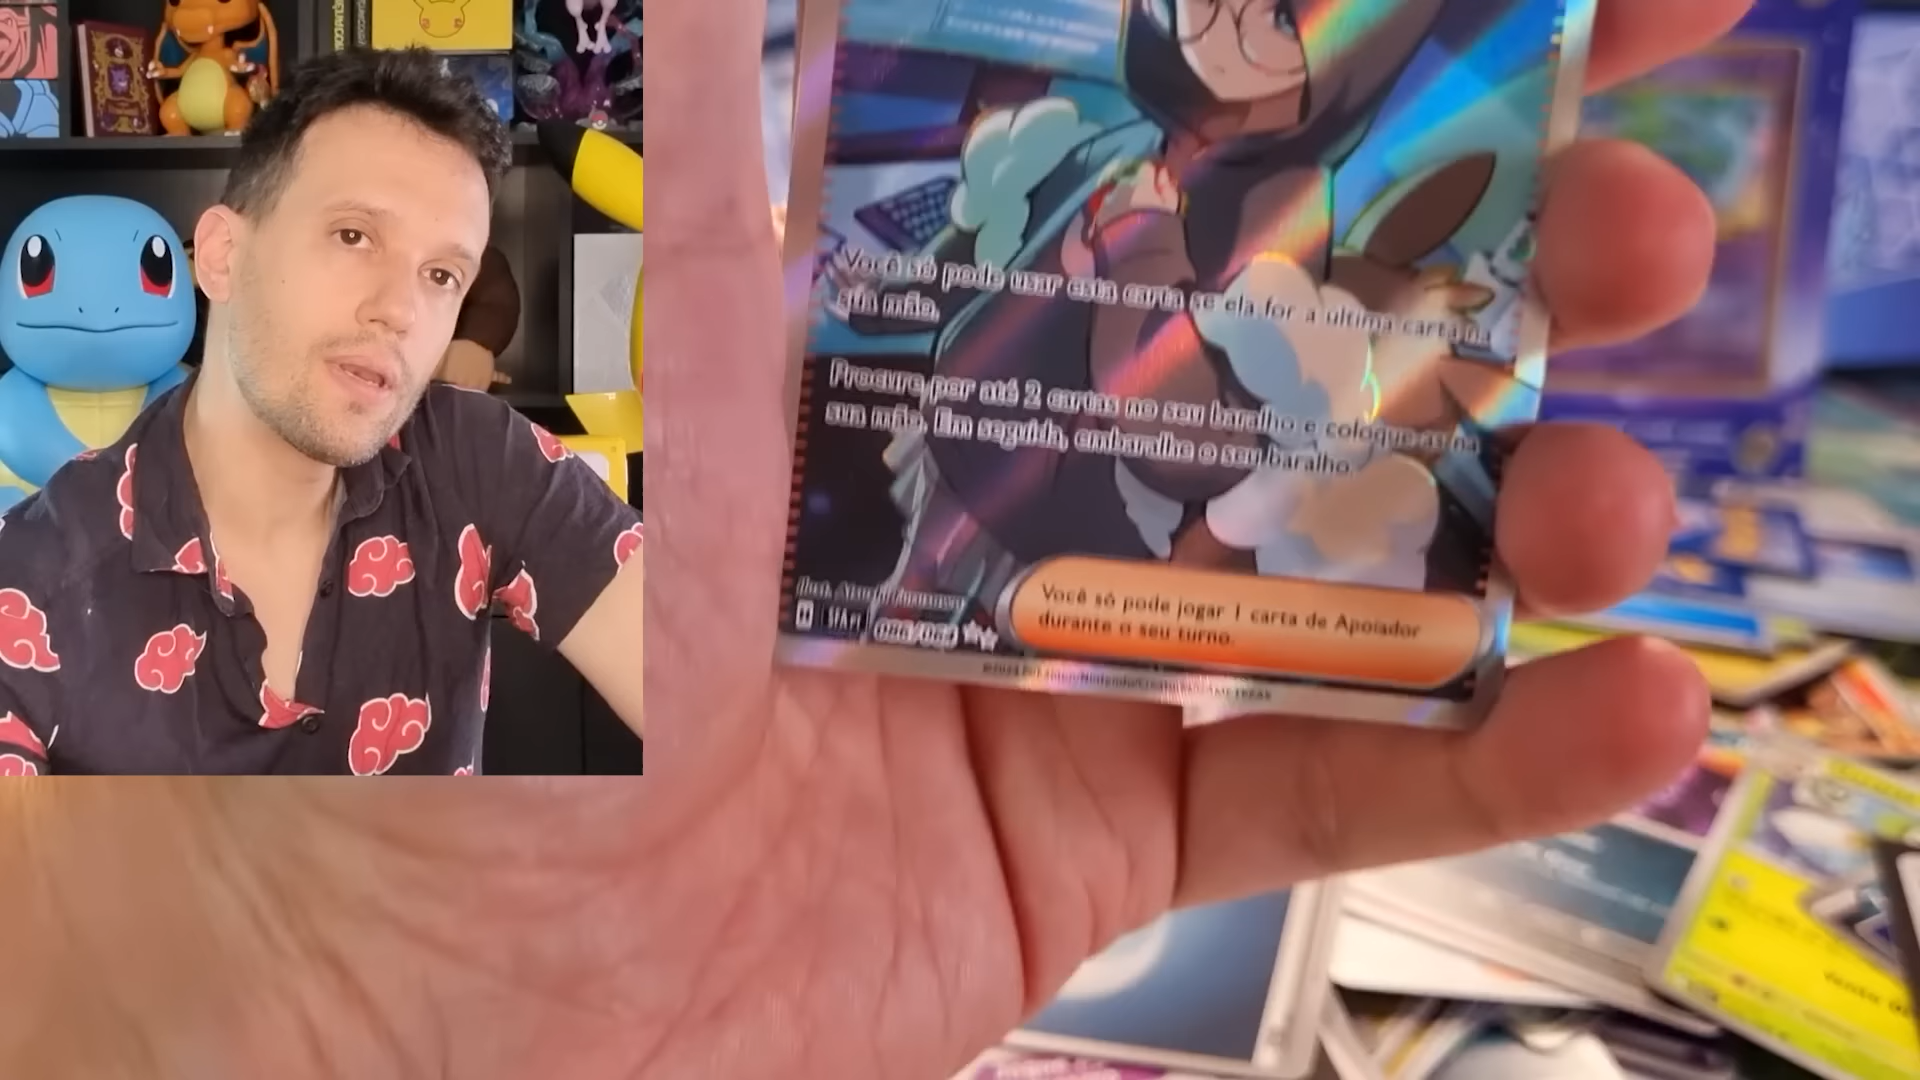 Você só pode usar esta carta se ela for a última carta na
sua mão.
Procure por até 2 cartas no seu baralho e coloque-as na
sua mão. Em seguida, embaralhe o seu baralho.
Ilust.
Você só pode jogar 1 carta de Apoiador
durante o seu turno.